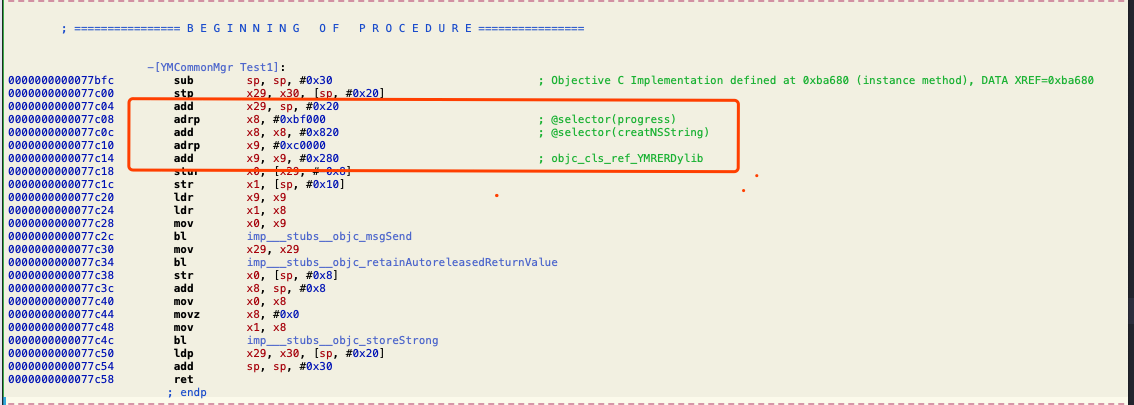 ; ================ B E G I N N I N G   O F   P R O C E D U R E ================
-[YMCommonMgr Test1]:
0000000000077bfc sub sp, sp, #0x30 ; Objective C Implementation defined at 0xba680 (instance method), DATA XREF=0xba680
0000000000077c00 stp x29, x30, [sp, #0x20]
0000000000077c04 add x29, sp, #0x20
0000000000077c08 adrp x8, #0xbf000 ; @selector(progress)
0000000000077c0c add x8, x8, #0x820 ; @selector(creatNSString)
0000000000077c10 adrp x9, #0xc0000
0000000000077c14 add x9, x9, #0x280 ; objc_cls_ref_YMRERDylib
0000000000077c18 stur x0, [x29, #-0x8]
0000000000077c1c str x1, [sp, #0x10]
0000000000077c20 ldr x9, x9
0000000000077c24 ldr x1, x8
0000000000077c28 mov x0, x9
0000000000077c2c bl imp___stubs__objc_msgSend
0000000000077c30 mov x29, x29
0000000000077c34 bl imp___stubs__objc_retainAutoreleasedReturnValue
0000000000077c38 str x0, [sp, #0x8]
0000000000077c3c add x8, sp, #0x8
0000000000077c40 mov x0, x8
0000000000077c44 movz x8, #0x0
0000000000077c48 mov x1, x8
0000000000077c4c bl imp___stubs__objc_storeStrong
0000000000077c50 ldp x29, x30, [sp, #0x20]
0000000000077c54 add sp, sp, #0x30
0000000000077c58 ret
; endp